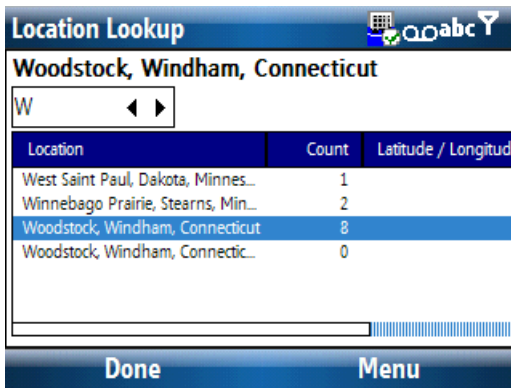 Location Lookup abc
Woodstock, Windham, Connecticut
W
Location Count Latitude / Longitud
West Saint Paul, Dakota, Minnes... 1
Winnebago Prairie, Stearns, Min... 2
Woodstock, Windham, Connecticut 8
Woodstock, Windham, Connectic... 0
Done Menu